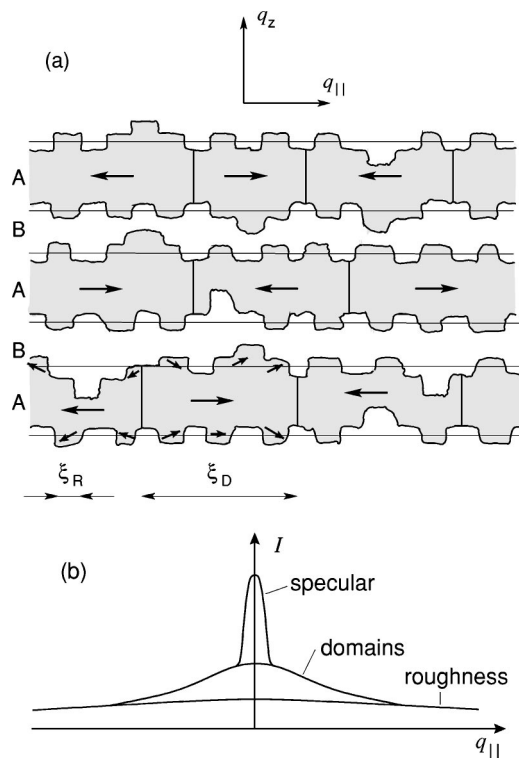 q_z
(a)
q_||
A
B
A
B
A
ξ_R
ξ_D
(b)
I
specular
domains
roughness
q_||